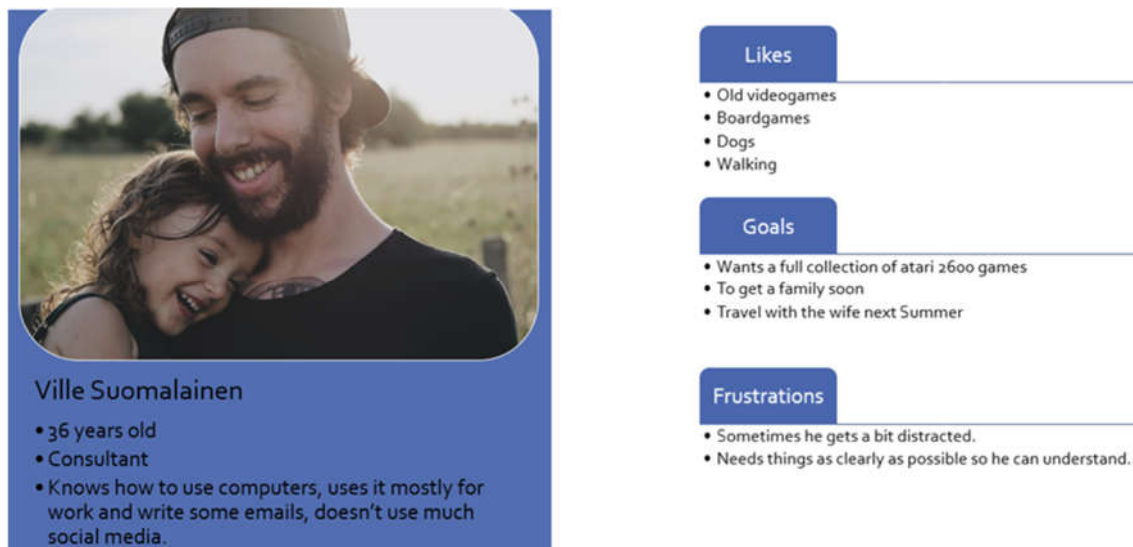 Ville Suomalainen
• 36 years old
• Consultant
• Knows how to use computers, uses it mostly for
work and write some emails, doesn't use much
social media.
Likes
• Old videogames
• Boardgames
• Dogs
• Walking
Goals
• Wants a full collection of atari 2600 games
• To get a family soon
• Travel with the wife next Summer
Frustrations
• Sometimes he gets a bit distracted.
• Needs things as clearly as possible so he can understand.